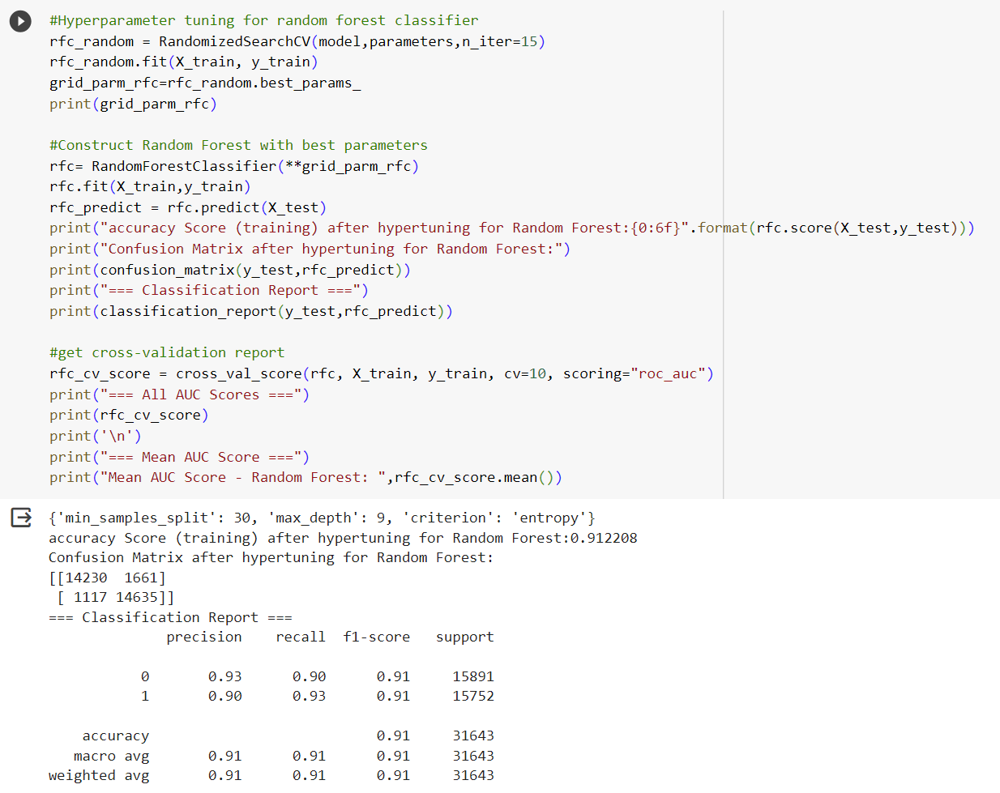 #Hyperparameter tuning for random forest classifier
rfc_random = RandomizedSearchCV(model,parameters,n_iter=15)
rfc_random.fit(X_train, y_train)
grid_parm_rfc=rfc_random.best_params_
print(grid_parm_rfc)

#Construct Random Forest with best parameters
rfc= RandomForestClassifier(**grid_parm_rfc)
rfc.fit(X_train,y_train)
rfc_predict = rfc.predict(X_test)
print("accuracy Score (training) after hypertuning for Random Forest:{0:6f}".format(rfc.score(X_test,y_test)))
print("Confusion Matrix after hypertuning for Random Forest:")
print(confusion_matrix(y_test,rfc_predict))
print("=== Classification Report ===")
print(classification_report(y_test,rfc_predict))

#get cross-validation report
rfc_cv_score = cross_val_score(rfc, X_train, y_train, cv=10, scoring="roc_auc")
print("=== All AUC Scores ===")
print(rfc_cv_score)
print('\n')
print("=== Mean AUC Score ===")
print("Mean AUC Score - Random Forest: ",rfc_cv_score.mean())

{'min_samples_split': 30, 'max_depth': 9, 'criterion': 'entropy'}
accuracy Score (training) after hypertuning for Random Forest:0.912208
Confusion Matrix after hypertuning for Random Forest:
[[14230  1661]
 [ 1117 14635]]
=== Classification Report ===
              precision    recall  f1-score   support

           0       0.93      0.90      0.91     15891
           1       0.90      0.93      0.91     15752

    accuracy                           0.91     31643
   macro avg       0.91      0.91      0.91     31643
weighted avg       0.91      0.91      0.91     31643